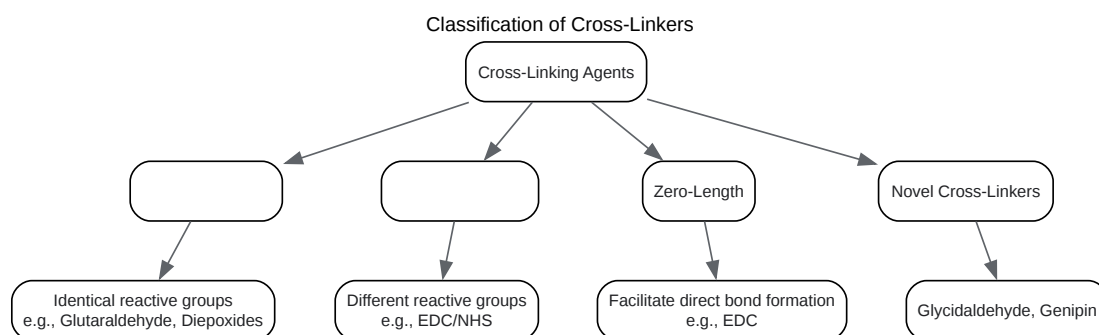 Classification of Cross-Linkers
Cross-Linking Agents
Zero-Length
Novel Cross-Linkers
Identical reactive groups
e.g., Glutaraldehyde, Diepoxides
Different reactive groups
e.g., EDC/NHS
Facilitate direct bond formation
e.g., EDC
Glycidaldehyde, Genipin